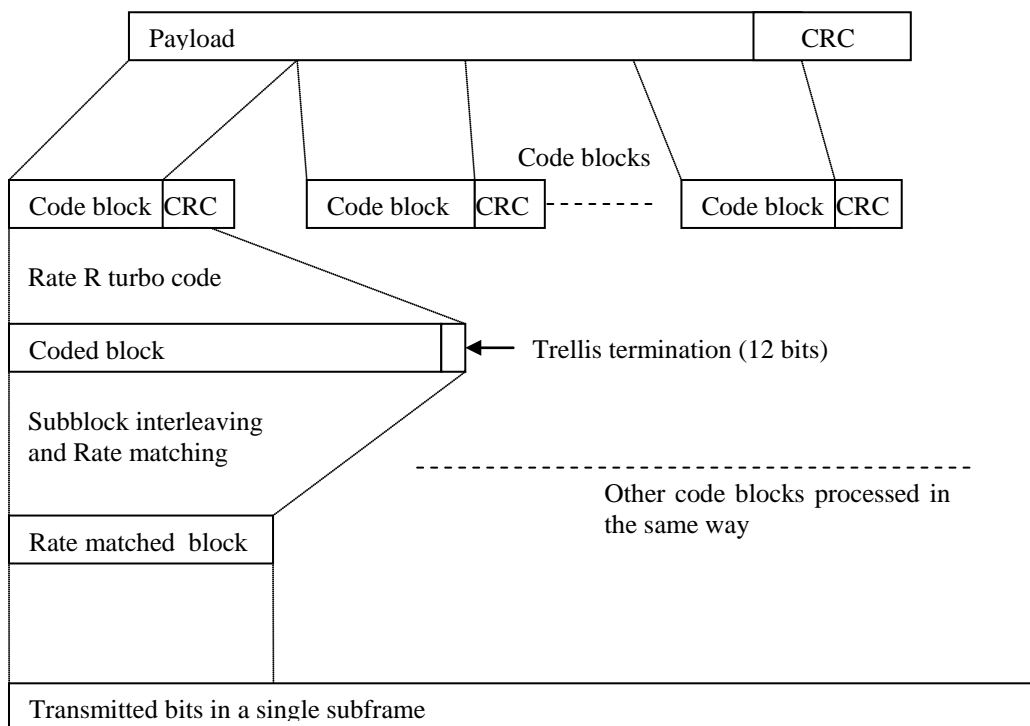 Payload
CRC
Code blocks
Code block CRC
Code block CRC
Code block CRC
Rate R turbo code
Coded block
Trellis termination (12 bits)
Subblock interleaving
and Rate matching
Other code blocks processed in
the same way
Rate matched block
Transmitted bits in a single subframe